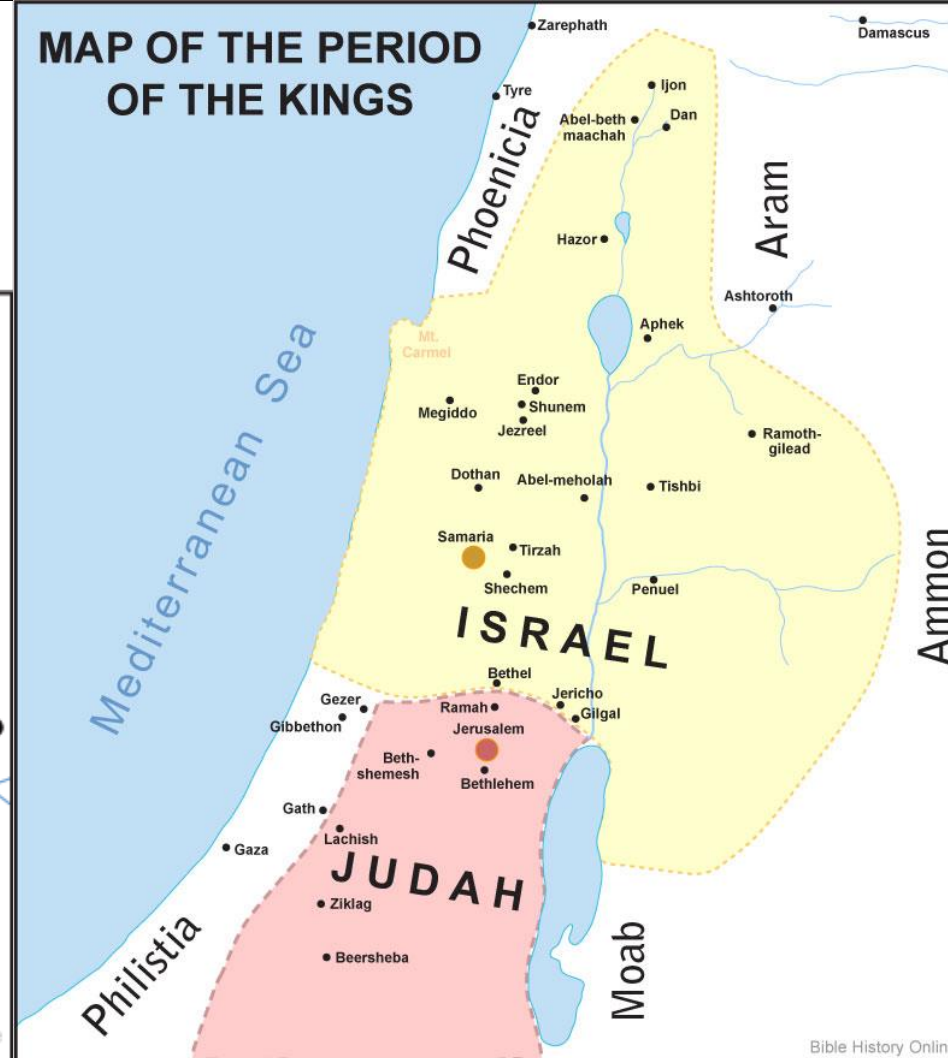 MAP OF THE PERIOD
OF THE KINGS
Zarephath
Damascus
Tyre
Ijon
Abel-beth
maachah
Dan
Phoenicia
Aram
Hazor
Ashtoroth
Aphek
Mt.
Carmel
Mediterranean Sea
Endor
Shunem
Megiddo
Jezreel
Ramoth-
gilead
Dothan
Abel-meholah
Tishbi
Samaria
Tirzah
Shechem
Penuel
Ammon
ISRAEL
Bethel
Jericho
Gezer
Ramah
Gilgal
Gibbethon
Jerusalem
Beth-
shemesh
Bethlehem
Gath
Lachish
Gaza
JUDAH
Ziklag
Philistia
Moab
Beersheba
Bible History Onlin